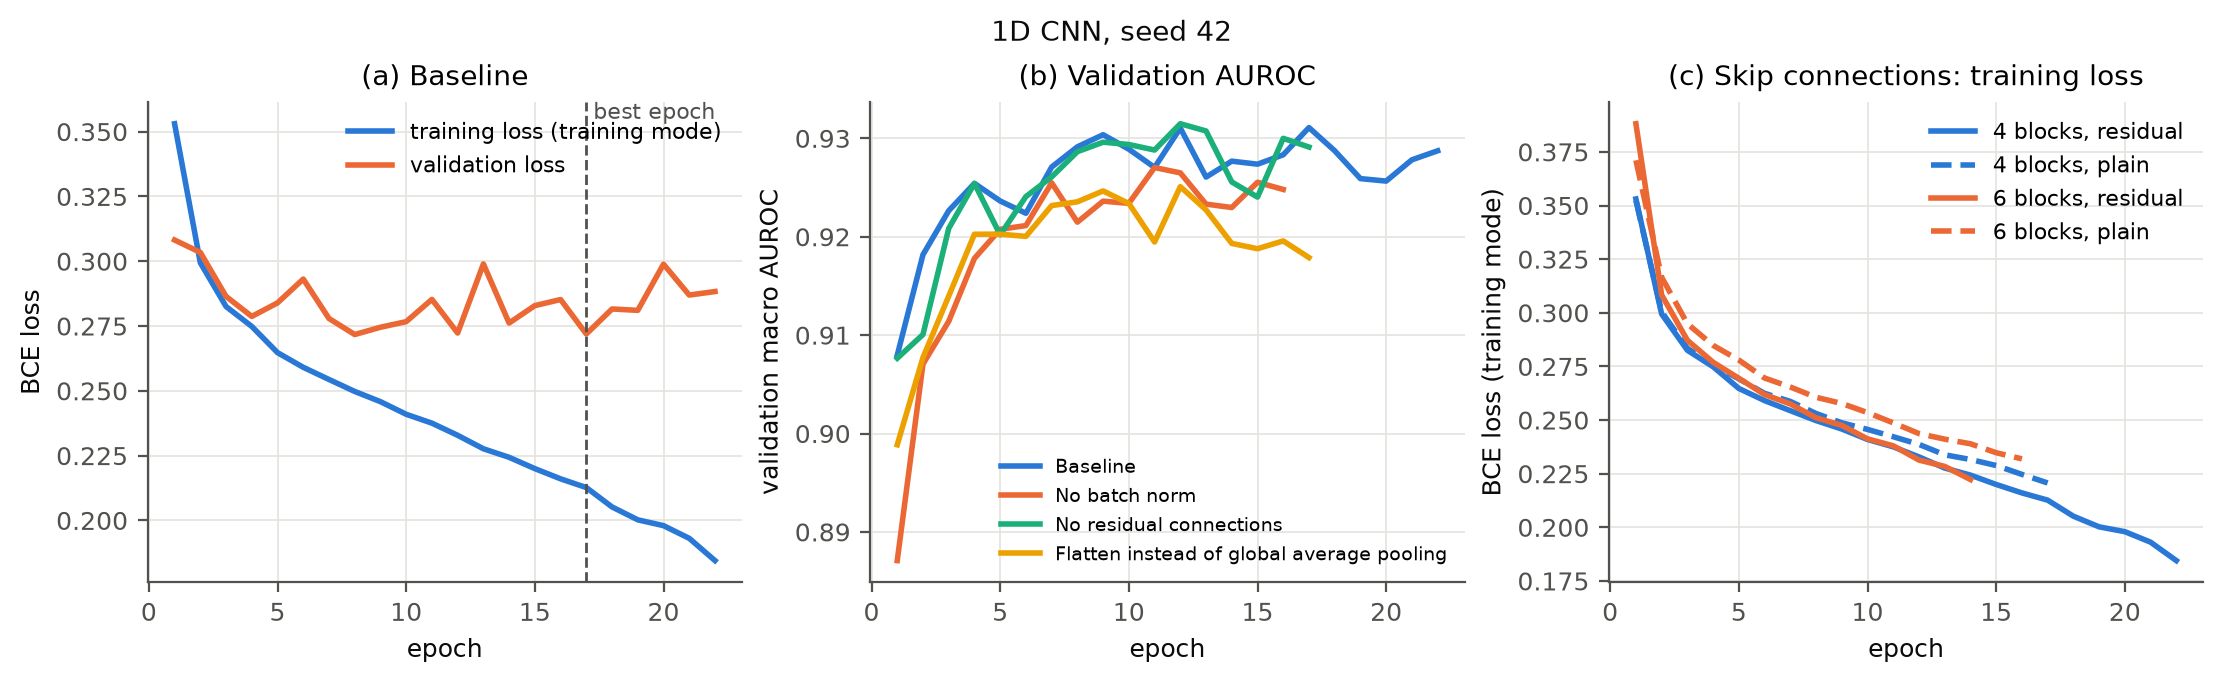 1D CNN, seed 42
(a) Baseline
best epoch
training loss (training mode)
validation loss
BCE loss
0.350
0.325
0.300
0.275
0.250
0.225
0.200
0
5
10
15
20
epoch
(b) Validation AUROC
validation macro AUROC
0.93
0.92
0.91
0.90
0.89
Baseline
No batch norm
No residual connections
Flatten instead of global average pooling
0
5
10
15
20
epoch
(c) Skip connections: training loss
BCE loss (training mode)
4 blocks, residual
4 blocks, plain
6 blocks, residual
6 blocks, plain
0.375
0.350
0.325
0.300
0.275
0.250
0.225
0.200
0.175
0
5
10
15
20
epoch